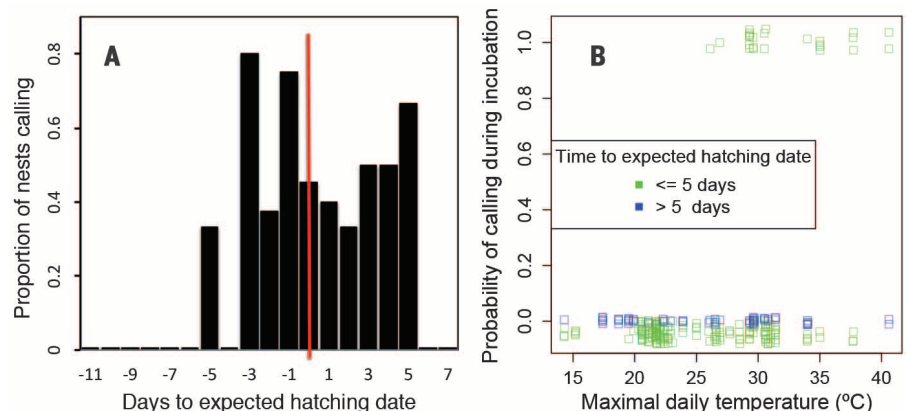 A
Proportion of nests calling
0.8
0.6
0.4
0.2
0
-11 -9 -7 -5 -3 -1 1 3 5 7
Days to expected hatching date
B
Probability of calling during incubation
1.0
0.8
0.6
0.4
0.2
0.0
Time to expected hatching date
<= 5 days
> 5 days
15 20 25 30 35 40
Maximal daily temperature (ºC)